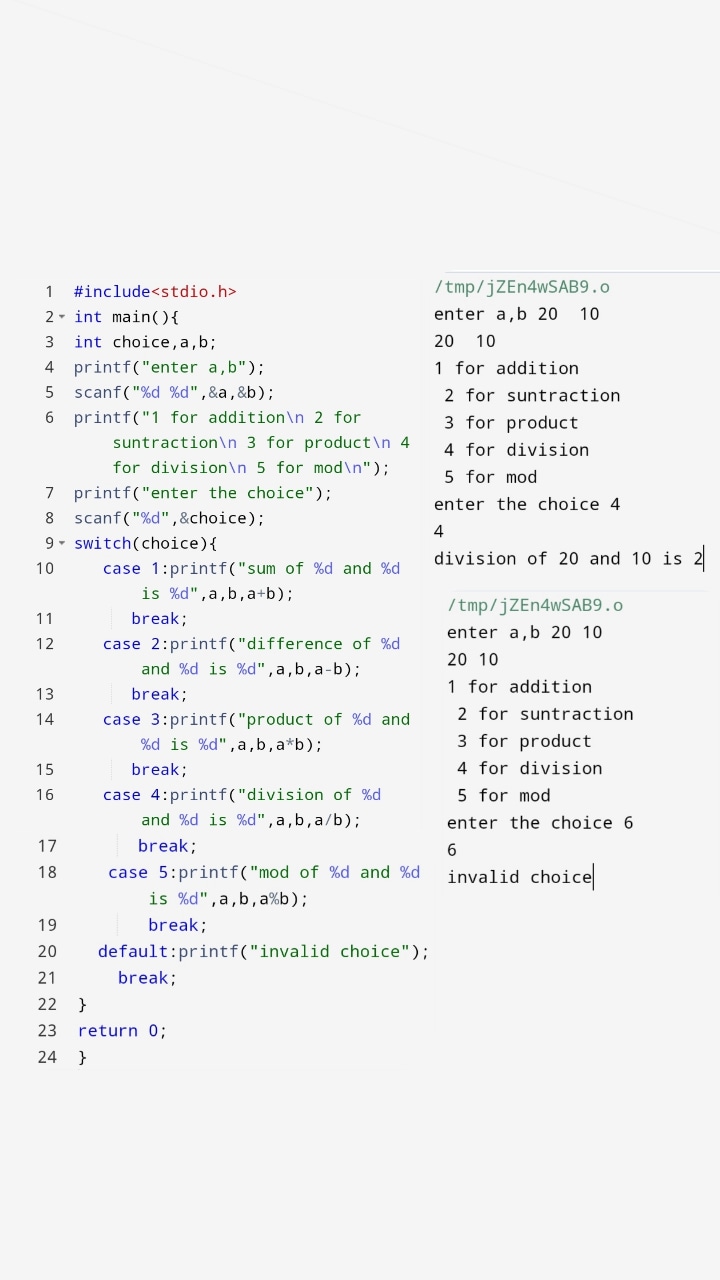 1 #include<stdio.h>
2 int main(){
3 int choice,a,b;
4 printf("enter a,b");
5 scanf("%d %d",&a,&b);
6 printf("1 for addition\n 2 for
suntraction\n 3 for product\n 4
for division\n 5 for mod\n");
7 printf("enter the choice");
8 scanf("%d",&choice);
9 switch(choice){
10 case 1:printf("sum of %d and %d
is %d",a,b,a+b);
11 break;
12 case 2:printf("difference of %d
and %d is %d",a,b,a-b);
13 break;
14 case 3:printf("product of %d and
%d is %d",a,b,a*b);
15 break;
16 case 4:printf("division of %d
and %d is %d",a,b,a/b);
17 break;
18 case 5:printf("mod of %d and %d
is %d",a,b,a%b);
19 break;
20 default:printf("invalid choice");
21 break;
22 }
23 return 0;
24 }
/tmp/jZEn4wSAB9.o
enter a,b 20  10
20  10
1 for addition
2 for suntraction
3 for product
4 for division
5 for mod
enter the choice 4
4
division of 20 and 10 is 2
/tmp/jZEn4wSAB9.o
enter a,b 20 10
20 10
1 for addition
2 for suntraction
3 for product
4 for division
5 for mod
enter the choice 6
6
invalid choice